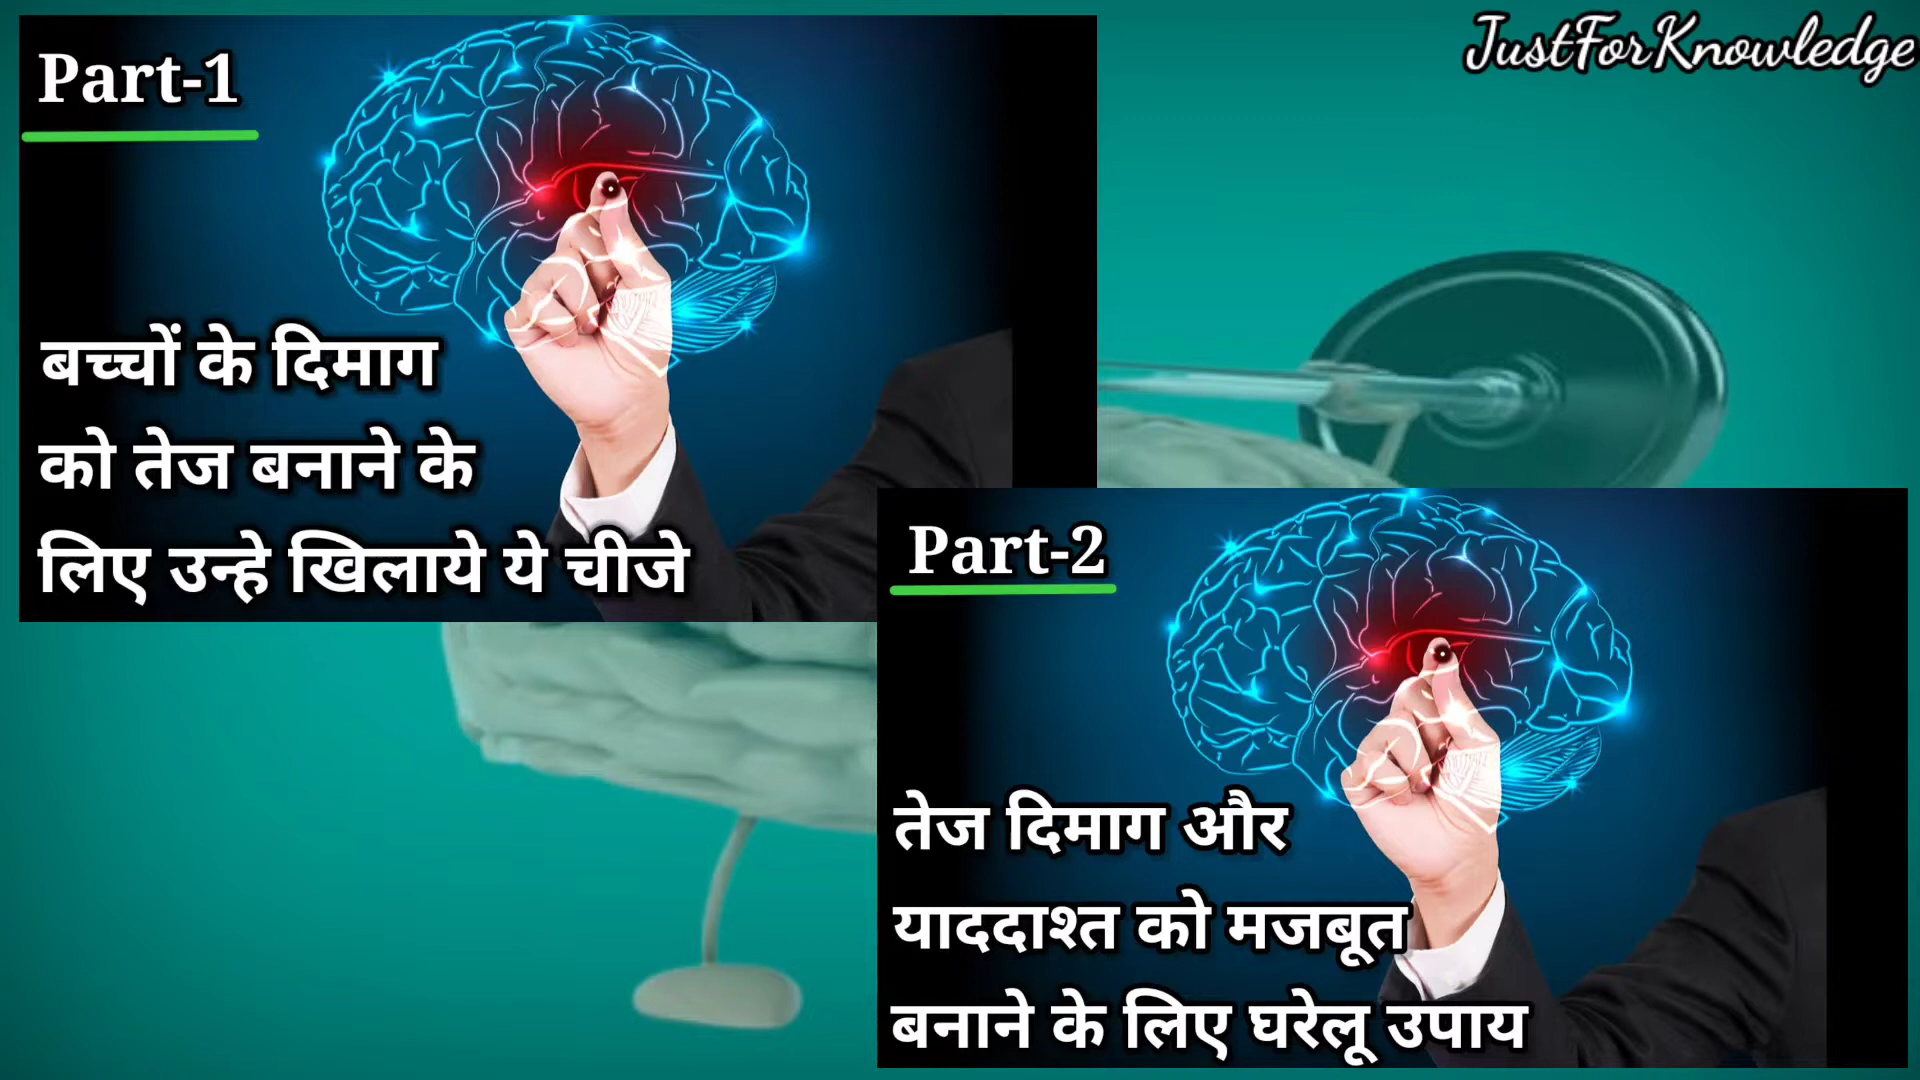 JustForKnowledge
Part-1
बच्चों के दिमाग
को तेज बनाने के
लिए उन्हे खिलाये ये चीजे
Part-2
तेज दिमाग और
याददाश्त को मजबूत
बनाने के लिए घरेलू उपाय